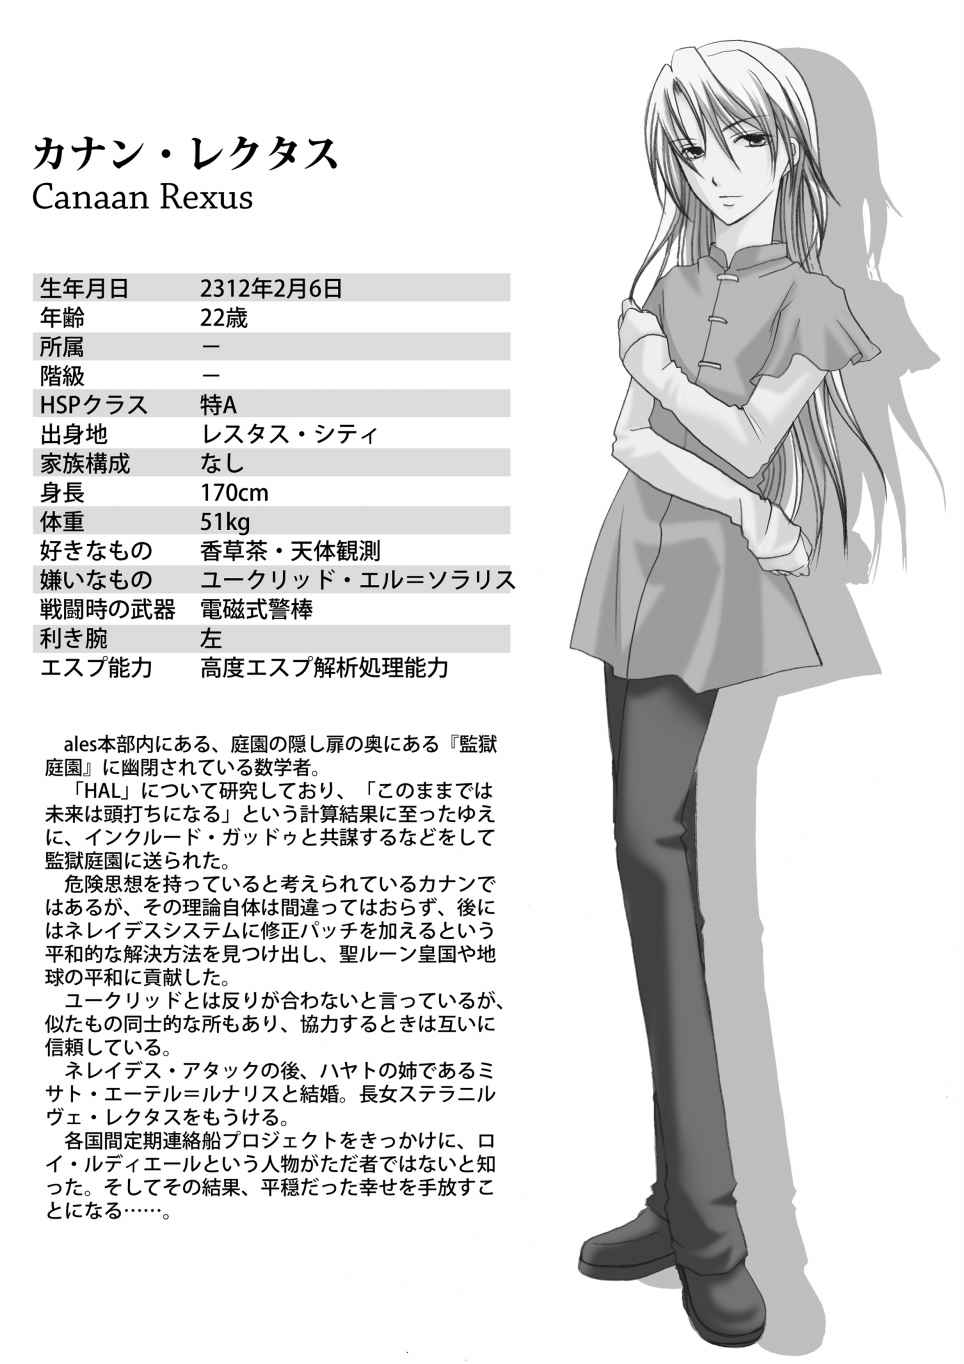 カナン・レクタス
Canaan Rexus
生年月日 2312年2月6日
年齢 22歳
所属 －
階級 －
HSPクラス 特A
出身地 レスタス・シティ
家族構成 なし
身長 170cm
体重 51kg
好きなもの 香草茶・天体観測
嫌いなもの ユークリッド・エル＝ソラリス
戦闘時の武器 電磁式警棒
利き腕 左
エスプ能力 高度エスプ解析処理能力
ales本部内にある、庭園の隠し扉の奥にある『監獄
庭園』に幽閉されている数学者。
「HAL」について研究しており、「このままでは
未来は頭打ちになる」という計算結果に至ったゆえ
に、インクルード・ガッドゥと共謀するなどをして
監獄庭園に送られた。
危険思想を持っていると考えられているカナンで
はあるが、その理論自体は間違ってはおらず、後に
はネレイデスシステムに修正パッチを加えるという
平和的な解決方法を見つけ出し、聖ルーン皇国や地
球の平和に貢献した。
ユークリッドとは反りが合わないと言っているが、
似たもの同士的な所もあり、協力するときは互いに
信頼している。
ネレイデス・アタックの後、ハヤトの姉であるミ
サト・エーテル＝ルナリスと結婚。長女ステラニル
ヴェ・レクタスをもうける。
各国間定期連絡船プロジェクトをきっかけに、ロ
イ・ルディエールという人物がただ者ではないと知
った。そしてその結果、平穏だった幸せを手放すこ
とになる……。